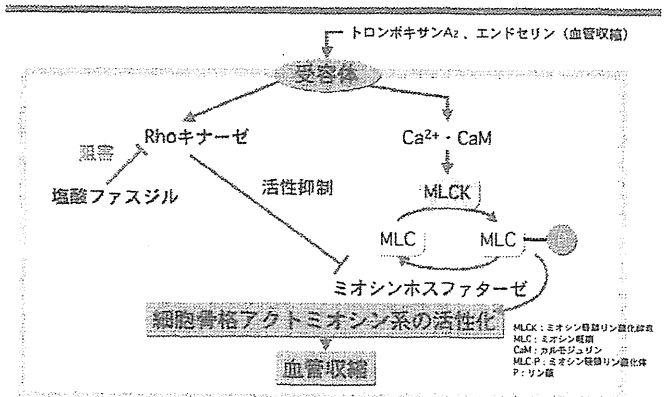 トロンボキサンA2、エンドセリン（血管収縮）
受容体
Rhoキナーゼ
Ca2+・CaM
阻害
塩酸ファスジル
活性抑制
MLCK
MLC
MLC
P
ミオシンホスファターゼ
細胞骨格アクトミオシン系の活性化
血管収縮
MLCK：ミオシン軽鎖リン酸化酵素
MLC：ミオシン軽鎖
CaM：カルモジュリン
MLC-P：ミオシン軽鎖リン酸化体
P：リン酸